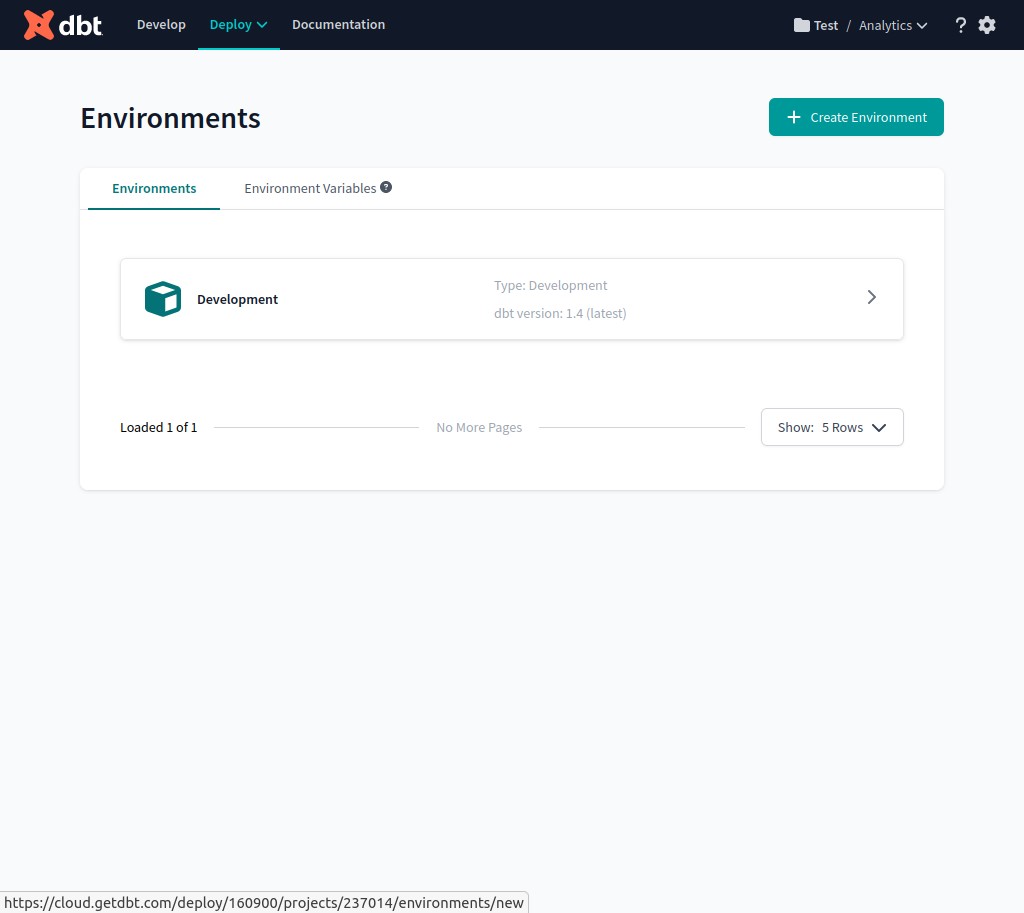 dbt Develop Deploy Documentation Test / Analytics ?
Environments
+ Create Environment
Environments Environment Variables ?
Development
Type: Development
dbt version: 1.4 (latest)
Loaded 1 of 1 No More Pages Show: 5 Rows
https://cloud.getdbt.com/deploy/160900/projects/237014/environments/new